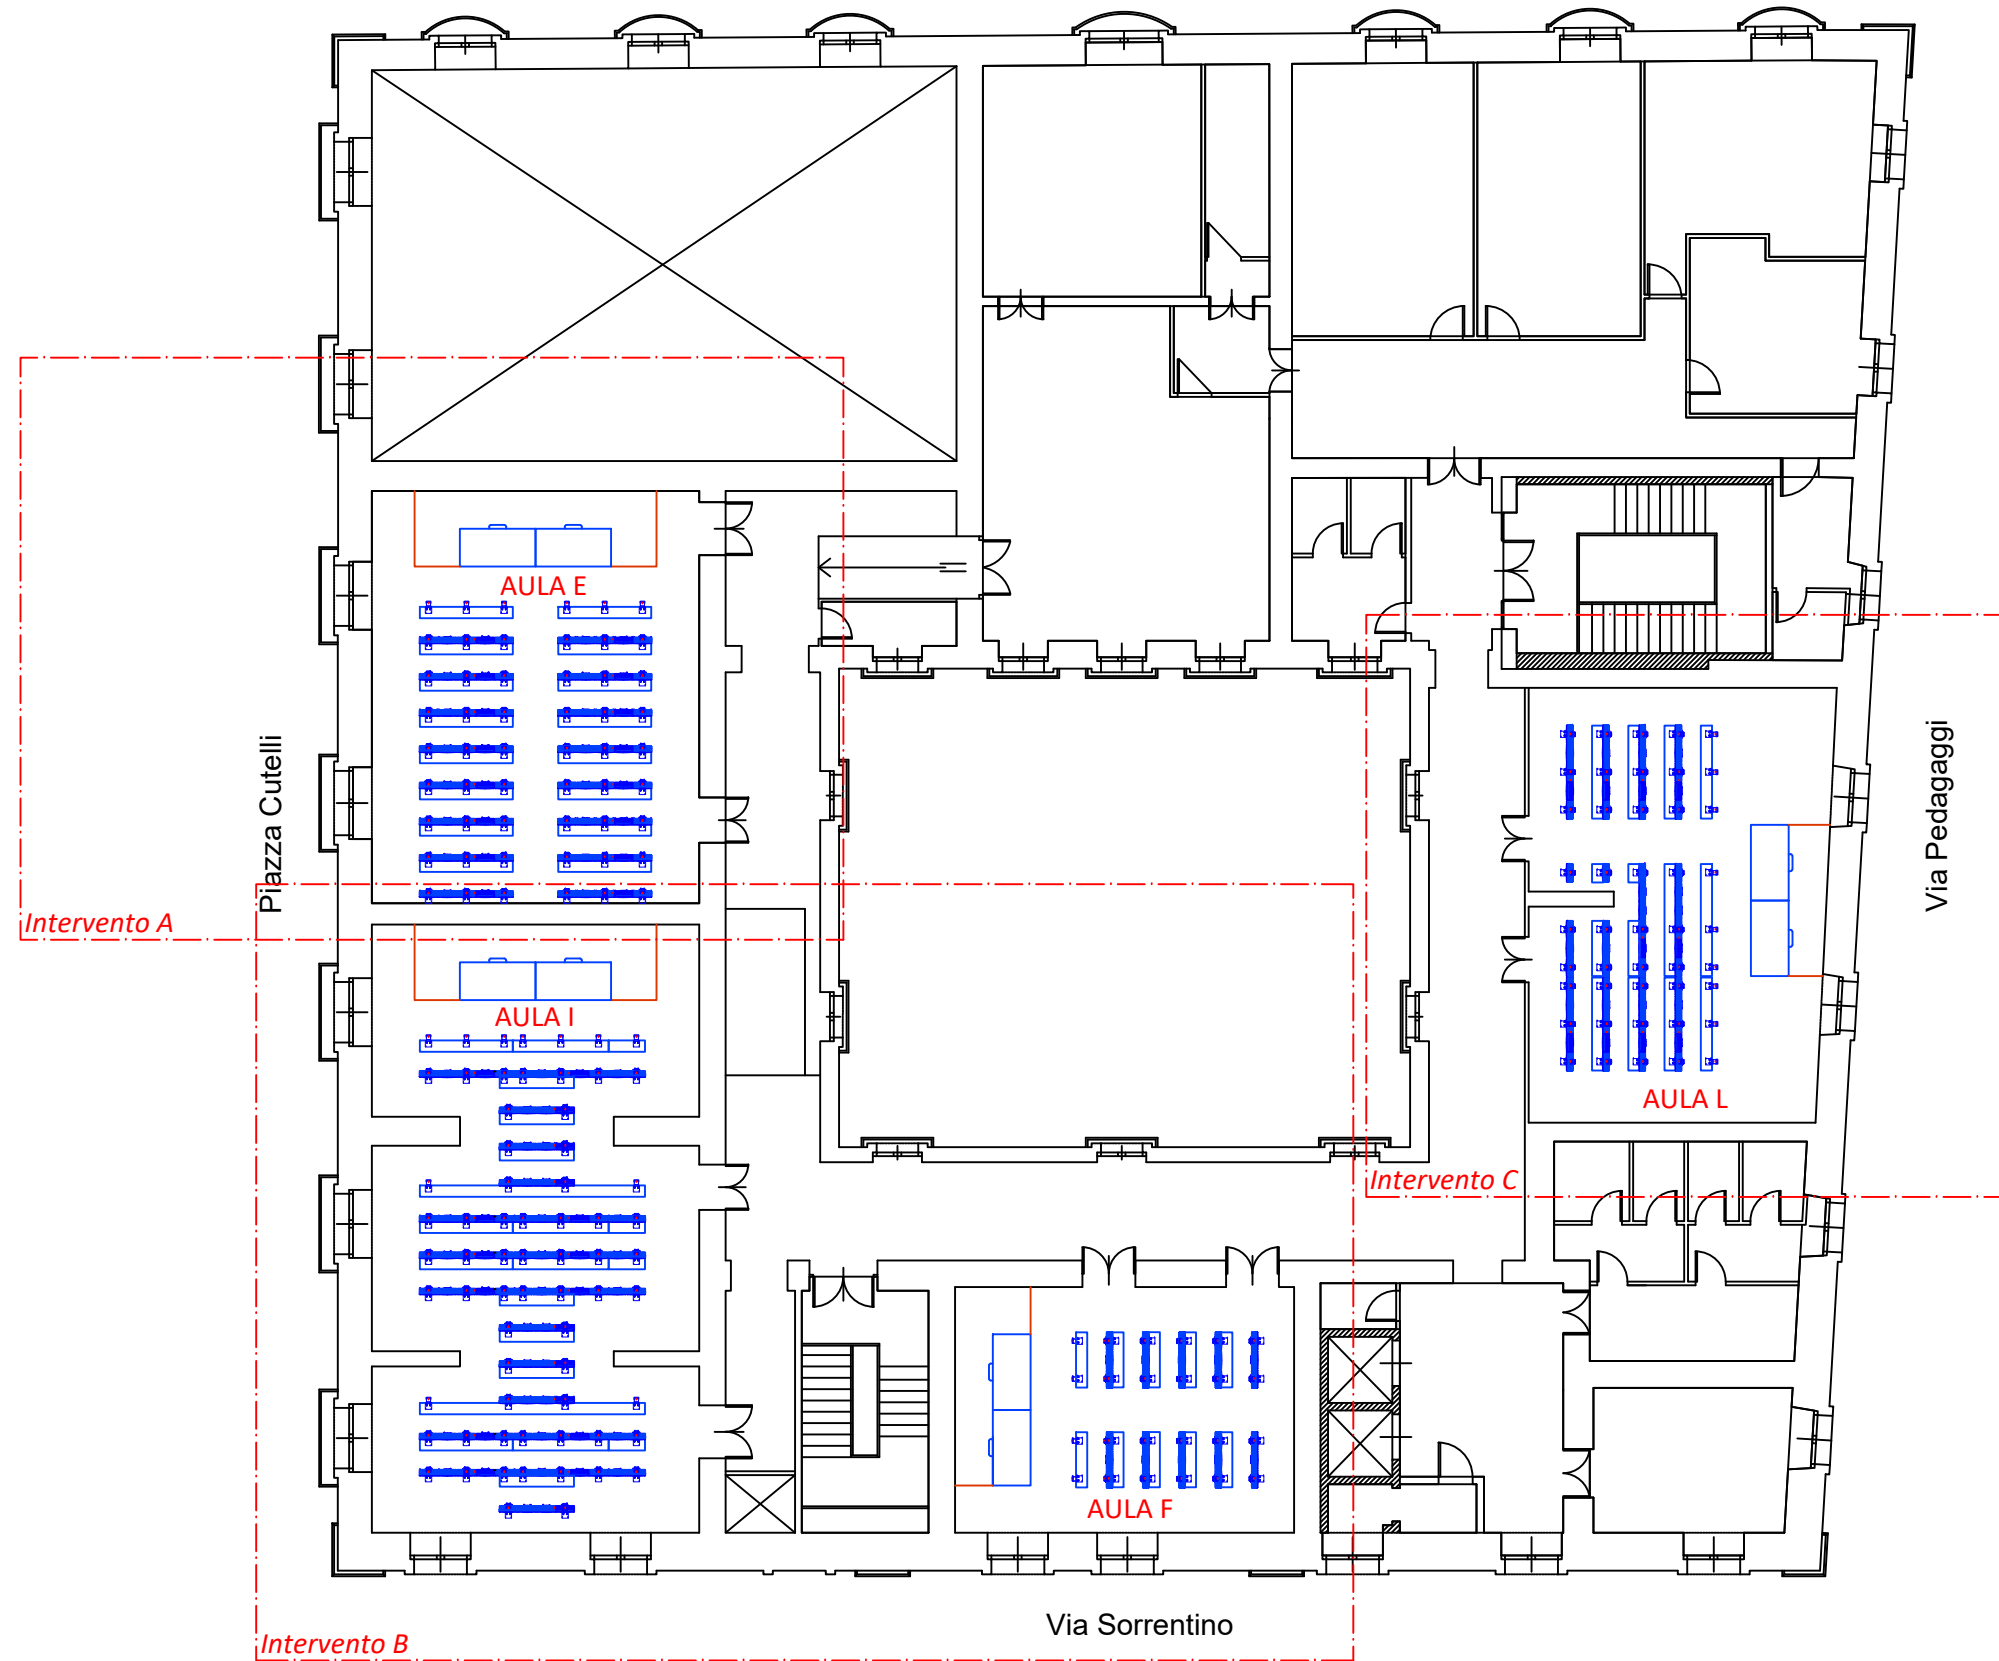 AULA E
Piazza Cutelli
Via Pedagaggi
Intervento A
AULA I
AULA L
Intervento C
AULA F
Via Sorrentino
Intervento B